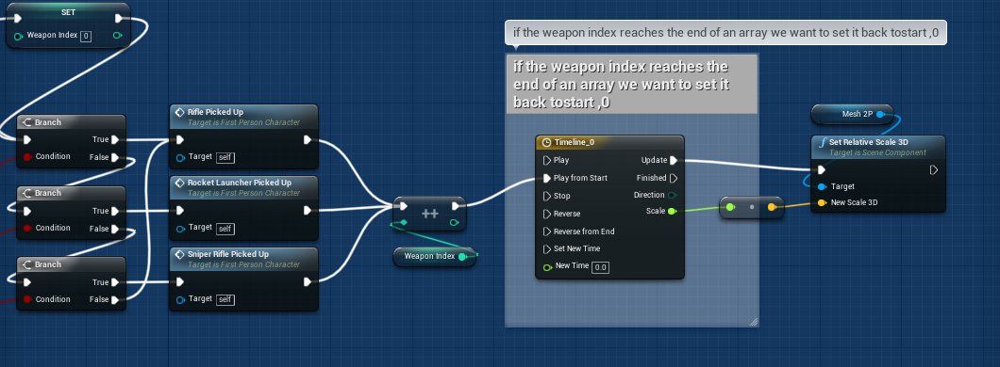 SET
Weapon Index 0
if the weapon index reaches the end of an array we want to set it back tostart ,0
if the weapon index reaches the
end of an array we want to set it
back tostart ,0
Branch
True
Condition False
Branch
True
Condition False
Branch
True
Condition False
Rifle Picked Up
Target is First Person Character
Target self
Rocket Launcher Picked Up
Target is First Person Character
Target self
Sniper Rifle Picked Up
Target is First Person Character
Target self
++
Weapon Index
Timeline_0
Play Update
Play from Start Finished
Stop Direction
Reverse Scale
Reverse from End
Set New Time
New Time 0.0
Mesh 2P
Set Relative Scale 3D
Target is Scene Component
Target
New Scale 3D